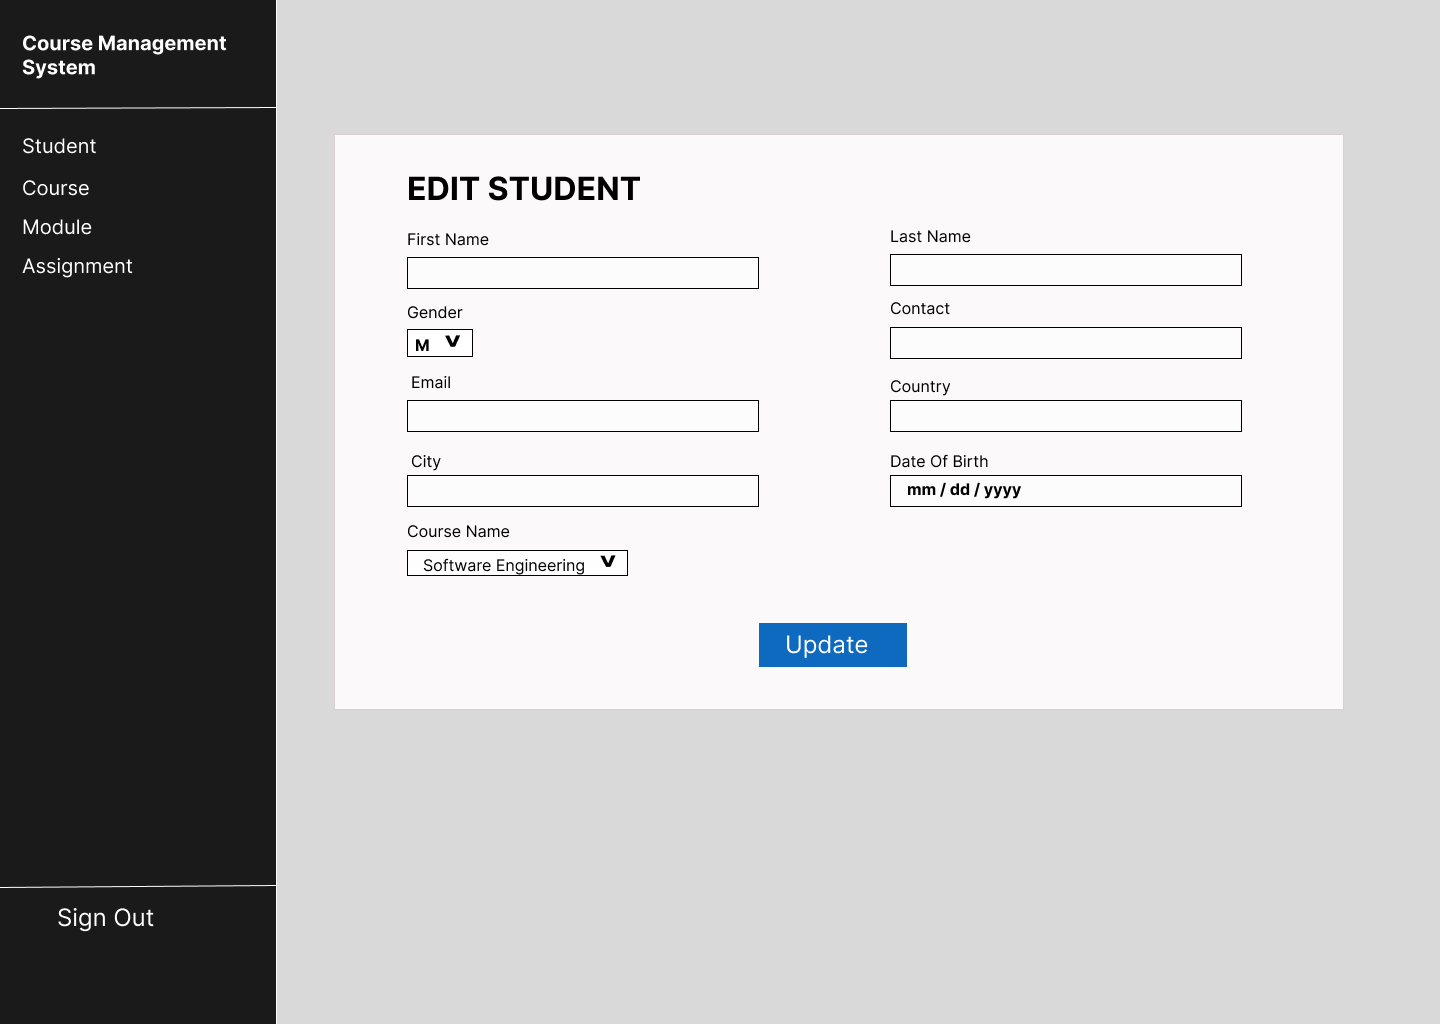 Course Management
System
Student
Course
Module
Assignment
Sign Out
EDIT STUDENT
First Name
Last Name
Gender
M V
Contact
Email
Country
City
Date Of Birth
mm / dd / yyyy
Course Name
Software Engineering V
Update